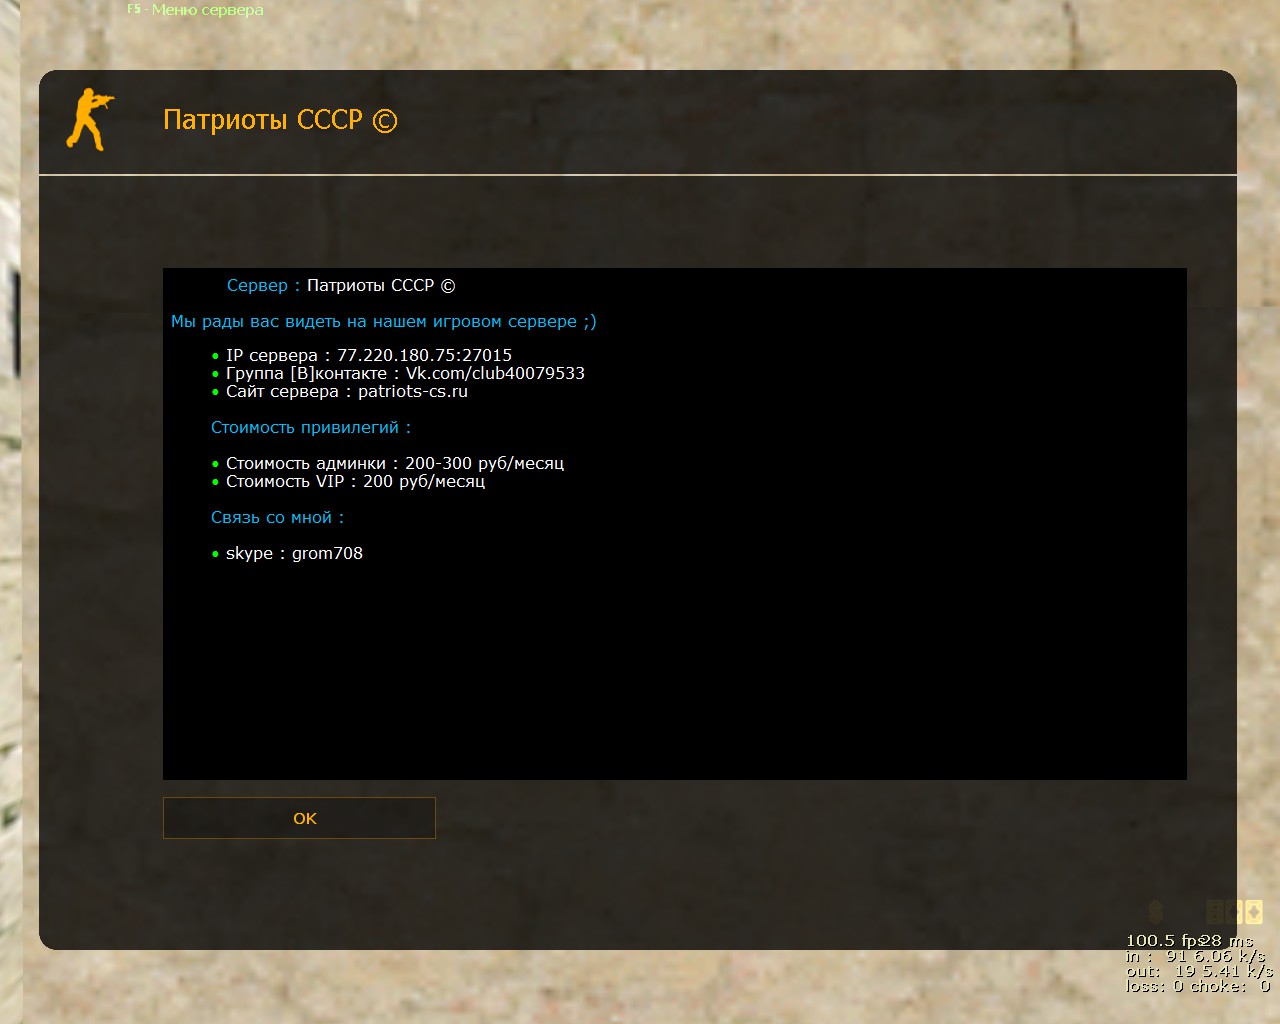 F5 - Меню сервера
Патриоты СССР ©
Сервер : Патриоты СССР ©
Мы рады вас видеть на нашем игровом сервере ;)
• IP сервера : 77.220.180.75:27015
• Группа [В]контакте : Vk.com/club40079533
• Сайт сервера : patriots-cs.ru
Стоимость привилегий :
• Стоимость админки : 200-300 руб/месяц
• Стоимость VIP : 200 руб/месяц
Связь со мной :
• skype : grom708
OK
100.5 fps 28 ms
in : 91 6.06 k/s
out: 19 5.41 k/s
loss: 0 choke: 0